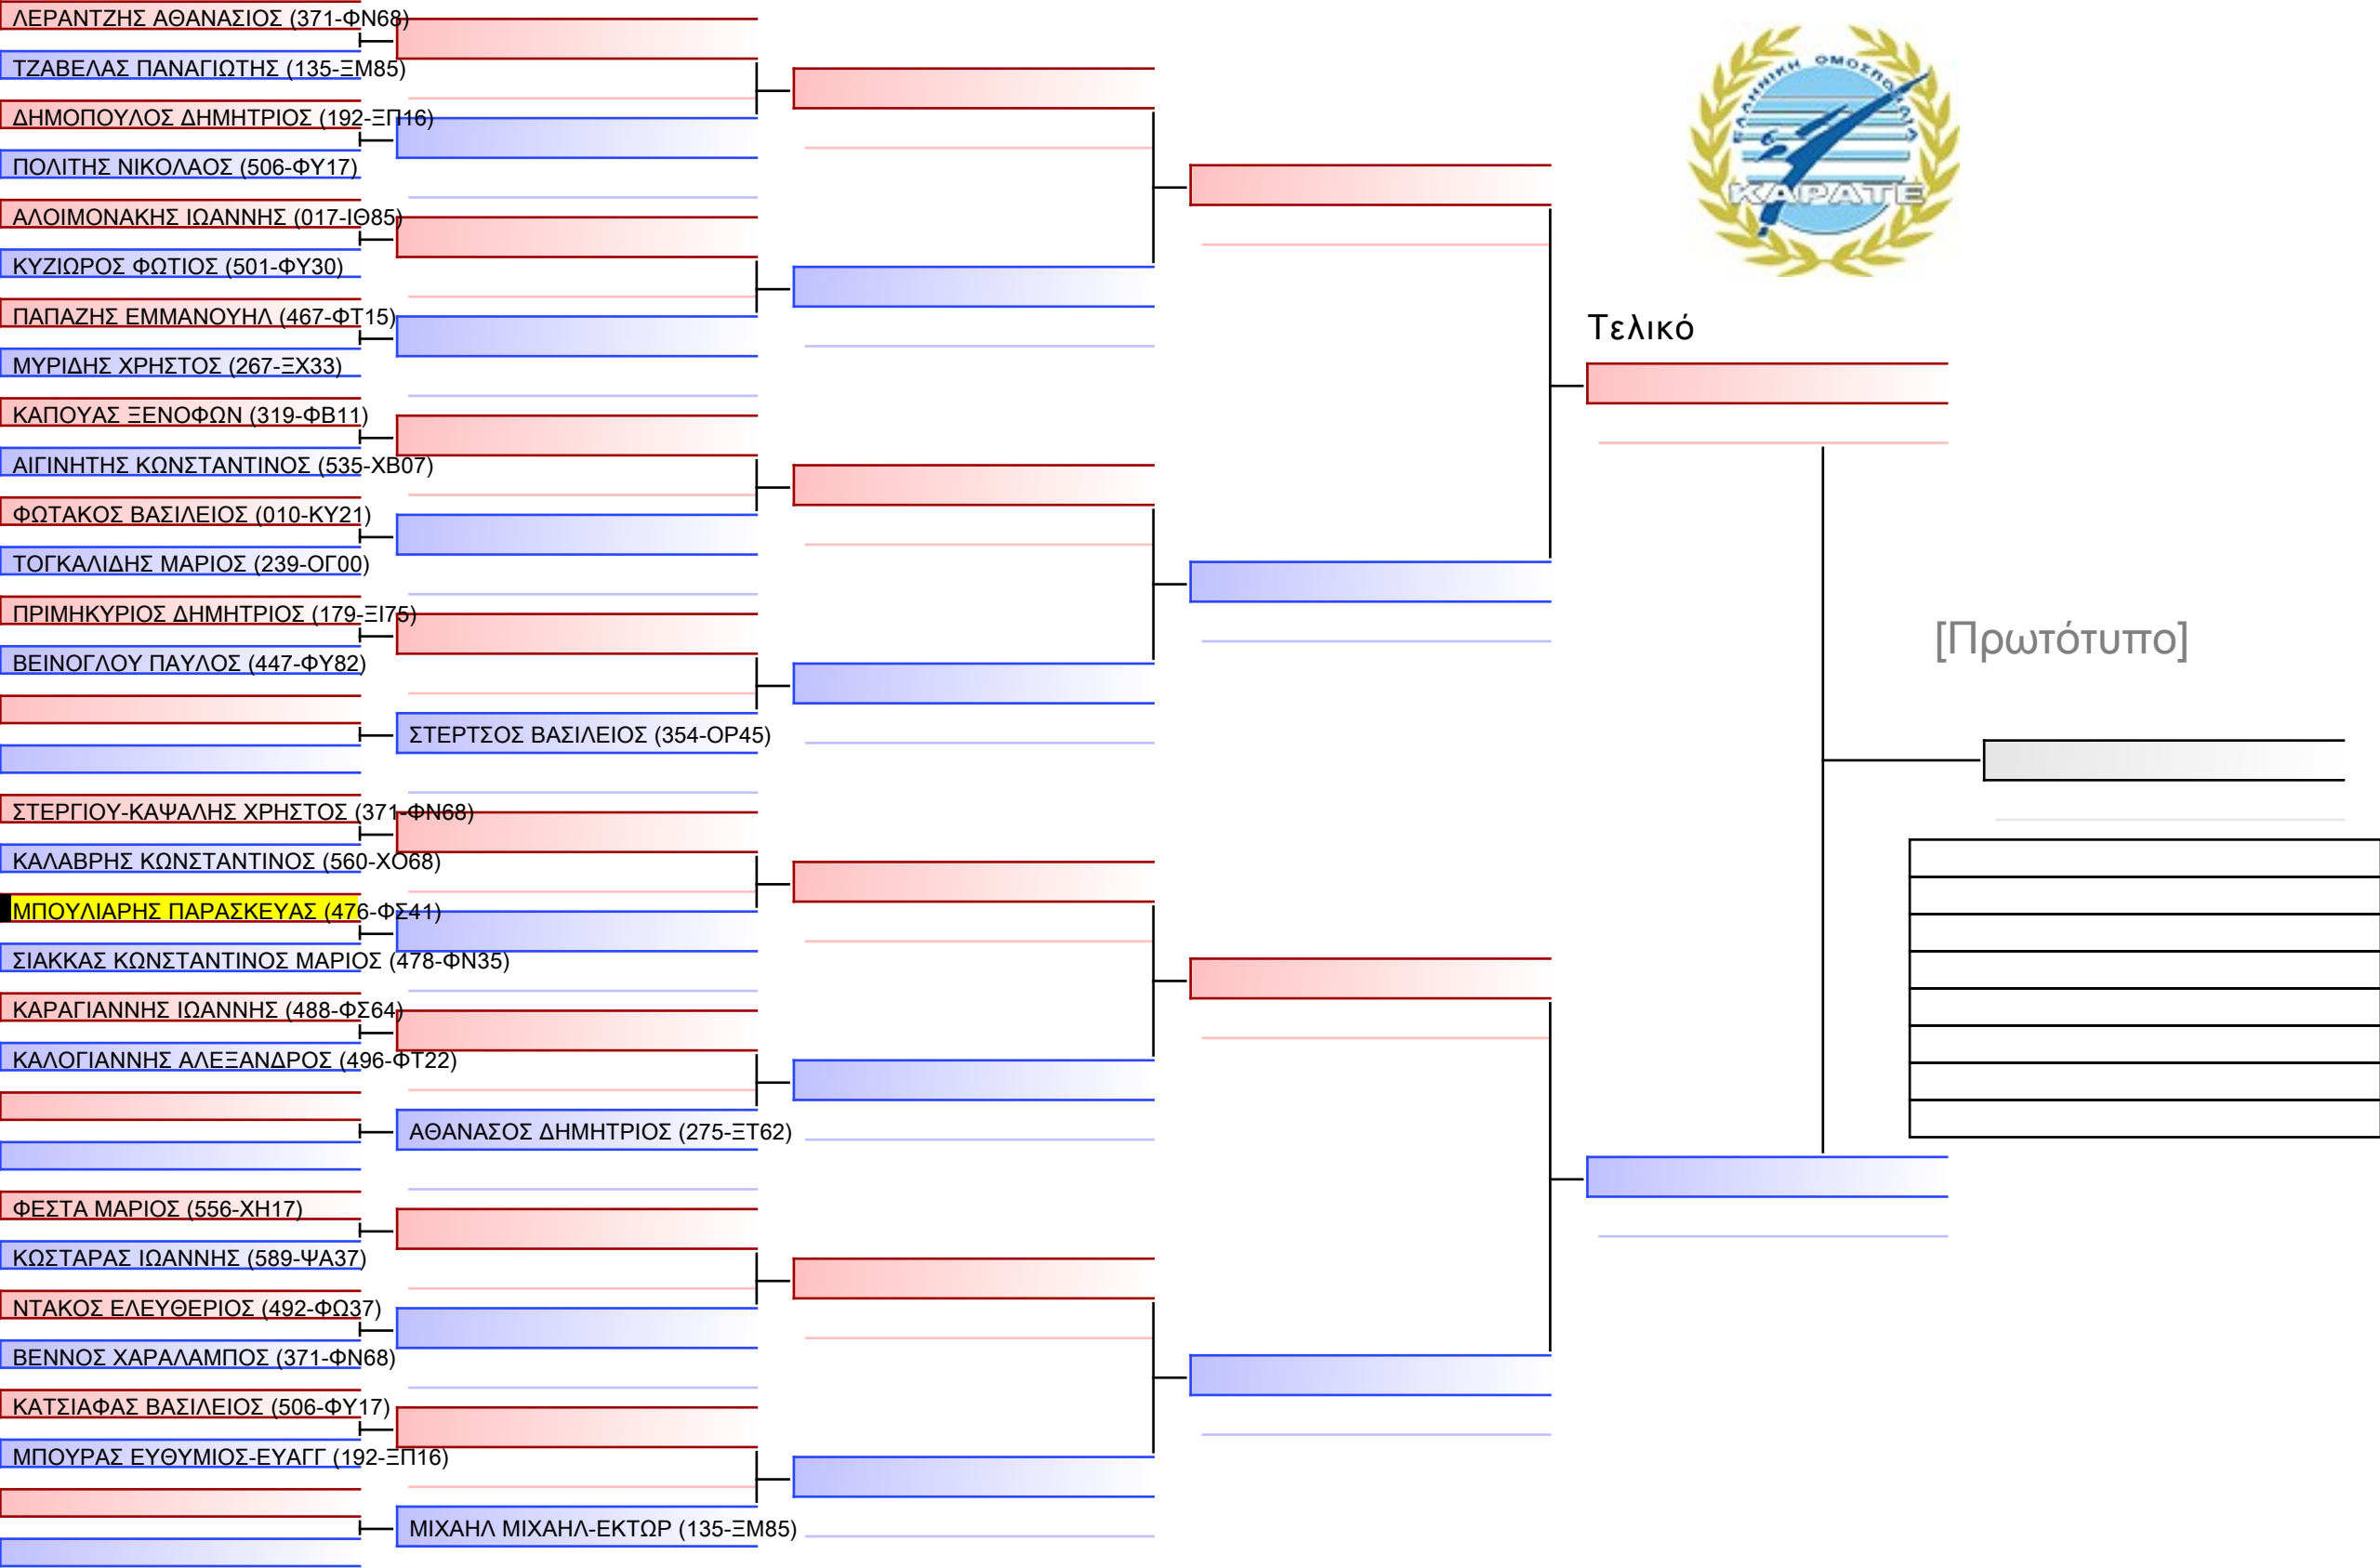 ΛΕΡΑΝΤΖΗΣ ΑΘΑΝΑΣΙΟΣ (371-ΦΝ68)
ΤΖΑΒΕΛΑΣ ΠΑΝΑΓΙΩΤΗΣ (135-ΞΜ85)
ΔΗΜΟΠΟΥΛΟΣ ΔΗΜΗΤΡΙΟΣ (192-ΞΠ16)
ΠΟΛΙΤΗΣ ΝΙΚΟΛΑΟΣ (506-ΦΥ17)
ΑΛΟΙΜΟΝΑΚΗΣ ΙΩΑΝΝΗΣ (017-ΙΘ85)
ΚΥΖΙΩΡΟΣ ΦΩΤΙΟΣ (501-ΦΥ30)
ΠΑΠΑΖΗΣ ΕΜΜΑΝΟΥΗΛ (467-ΦΤ15)
ΜΥΡΙΔΗΣ ΧΡΗΣΤΟΣ (267-ΞΧ33)
ΚΑΠΟΥΑΣ ΞΕΝΟΦΩΝ (319-ΦΒ11)
ΑΙΓΙΝΗΤΗΣ ΚΩΝΣΤΑΝΤΙΝΟΣ (535-ΧΒ07)
ΦΩΤΑΚΟΣ ΒΑΣΙΛΕΙΟΣ (010-ΚΥ21)
ΤΟΓΚΑΛΙΔΗΣ ΜΑΡΙΟΣ (239-ΟΓ00)
ΠΡΙΜΗΚΥΡΙΟΣ ΔΗΜΗΤΡΙΟΣ (179-ΞΙ75)
ΒΕΙΝΟΓΛΟΥ ΠΑΥΛΟΣ (447-ΦΥ82)
ΣΤΕΡΤΣΟΣ ΒΑΣΙΛΕΙΟΣ (354-ΟΡ45)
ΣΤΕΡΓΙΟΥ-ΚΑΨΑΛΗΣ ΧΡΗΣΤΟΣ (371-ΦΝ68)
ΚΑΛΑΒΡΗΣ ΚΩΝΣΤΑΝΤΙΝΟΣ (560-ΧΟ68)
ΜΠΟΥΛΙΑΡΗΣ ΠΑΡΑΣΚΕΥΑΣ (476-ΦΣ41)
ΣΙΑΚΚΑΣ ΚΩΝΣΤΑΝΤΙΝΟΣ ΜΑΡΙΟΣ (478-ΦΝ35)
ΚΑΡΑΓΙΑΝΝΗΣ ΙΩΑΝΝΗΣ (488-ΦΣ64)
ΚΑΛΟΓΙΑΝΝΗΣ ΑΛΕΞΑΝΔΡΟΣ (496-ΦΤ22)
ΑΘΑΝΑΣΟΣ ΔΗΜΗΤΡΙΟΣ (275-ΞΤ62)
ΦΕΣΤΑ ΜΑΡΙΟΣ (556-ΧΗ17)
ΚΩΣΤΑΡΑΣ ΙΩΑΝΝΗΣ (589-ΨΑ37)
ΝΤΑΚΟΣ ΕΛΕΥΘΕΡΙΟΣ (492-ΦΩ37)
ΒΕΝΝΟΣ ΧΑΡΑΛΑΜΠΟΣ (371-ΦΝ68)
ΚΑΤΣΙΑΦΑΣ ΒΑΣΙΛΕΙΟΣ (506-ΦΥ17)
ΜΠΟΥΡΑΣ ΕΥΘΥΜΙΟΣ-ΕΥΑΓΓ (192-ΞΠ16)
ΜΙΧΑΗΛ ΜΙΧΑΗΛ-ΕΚΤΩΡ (135-ΞΜ85)
ΕΛΛΗΝΙΚΗ ΟΜΟΣΠΟΝΔΙΑ
ΚΑΡΑΤΕ
Τελικό
[Πρωτότυπο]